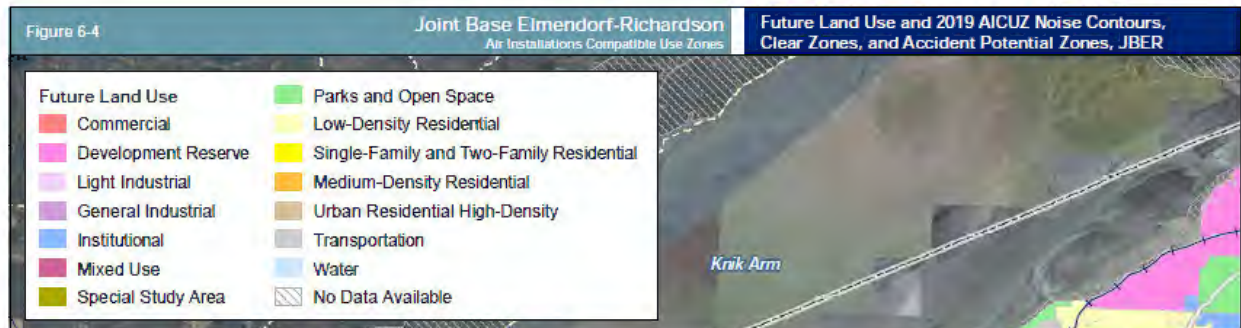 Figure 6-4
Joint Base Elmendorf-Richardson
Air Installations Compatible Use Zones
Future Land Use and 2019 AICUZ Noise Contours,
Clear Zones, and Accident Potential Zones, JBER
Future Land Use
Commercial
Development Reserve
Light Industrial
General Industrial
Institutional
Mixed Use
Special Study Area
Parks and Open Space
Low-Density Residential
Single-Family and Two-Family Residential
Medium-Density Residential
Urban Residential High-Density
Transportation
Water
No Data Available
Knik Arm